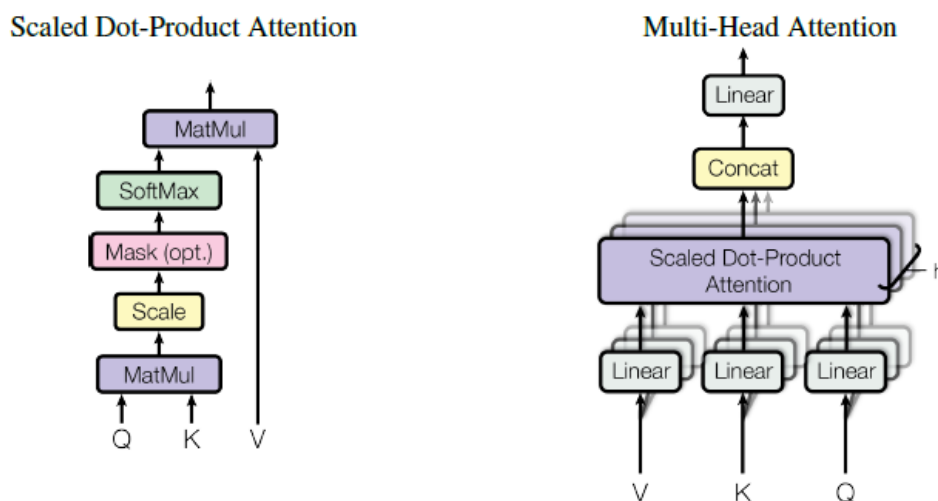 Scaled Dot-Product Attention
MatMul
SoftMax
Mask (opt.)
Scale
MatMul
Q K V
Multi-Head Attention
Linear
Concat
Scaled Dot-Product
Attention
h
Linear Linear Linear
V K Q